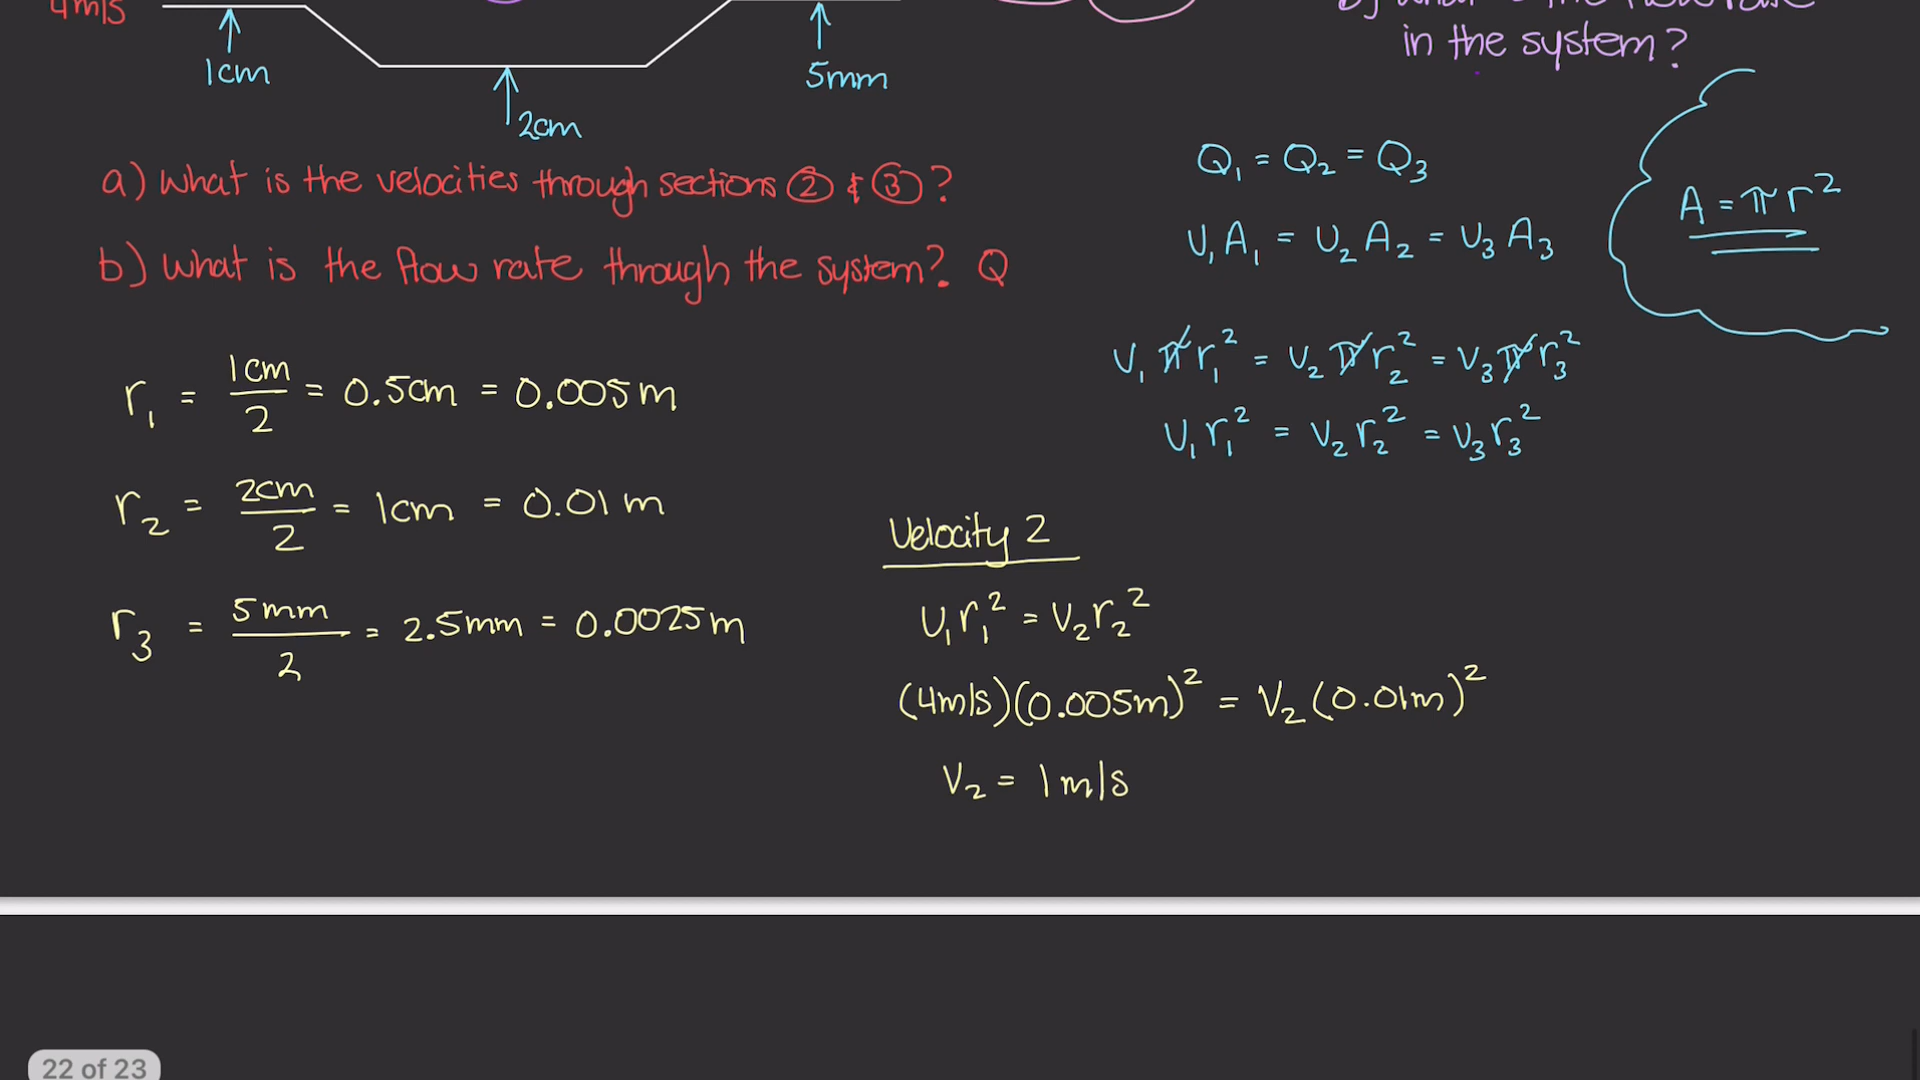 4m/s
in the system?
1cm
5mm
2cm
Q₁ = Q₂ = Q₃
a) What is the velocities through sections ② & ③?
A = πr²
V₁A₁ = V₂A₂ = V₃A₃
b) What is the flow rate through the system? Q
V₁πr₁² = V₂πr₂² = V₃πr₃²
r₁ = 1cm/2 = 0.5cm = 0.005m
V₁r₁² = V₂r₂² = V₃r₃²
r₂ = 2cm/2 = 1cm = 0.01m
Velocity 2
r₃ = 5mm/2 = 2.5mm = 0.0025m
V₁r₁² = V₂r₂²
(4m/s)(0.005m)² = V₂(0.01m)²
V₂ = 1m/s
22 of 23